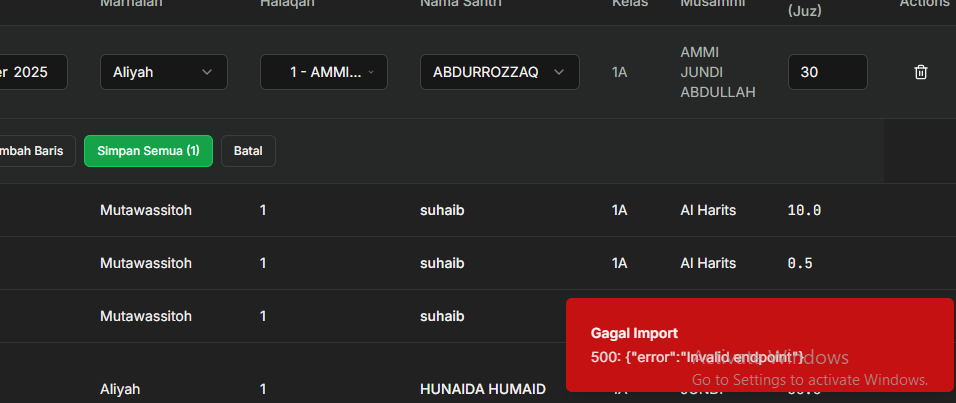 Marhalah Halaqah Nama Santri Kelas Musammi' (Juz) Actions
er 2025 Aliyah 1 - AMMI... ABDURROZZAQ 1A AMMI JUNDI ABDULLAH 30
mbah Baris Simpan Semua (1) Batal
Mutawassitoh 1 suhaib 1A Al Harits 10.0
Mutawassitoh 1 suhaib 1A Al Harits 0.5
Mutawassitoh 1 suhaib
Gagal Import
500: {"error":"Invalid endpoint"}
Activate Windows
Go to Settings to activate Windows.
Aliyah 1 HUNAIDA HUMAID